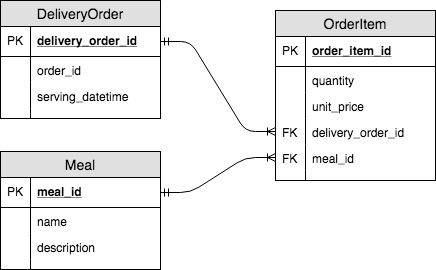 DeliveryOrder
PK delivery_order_id
order_id
serving_datetime
OrderItem
PK order_item_id
quantity
unit_price
FK delivery_order_id
FK meal_id
Meal
PK meal_id
name
description